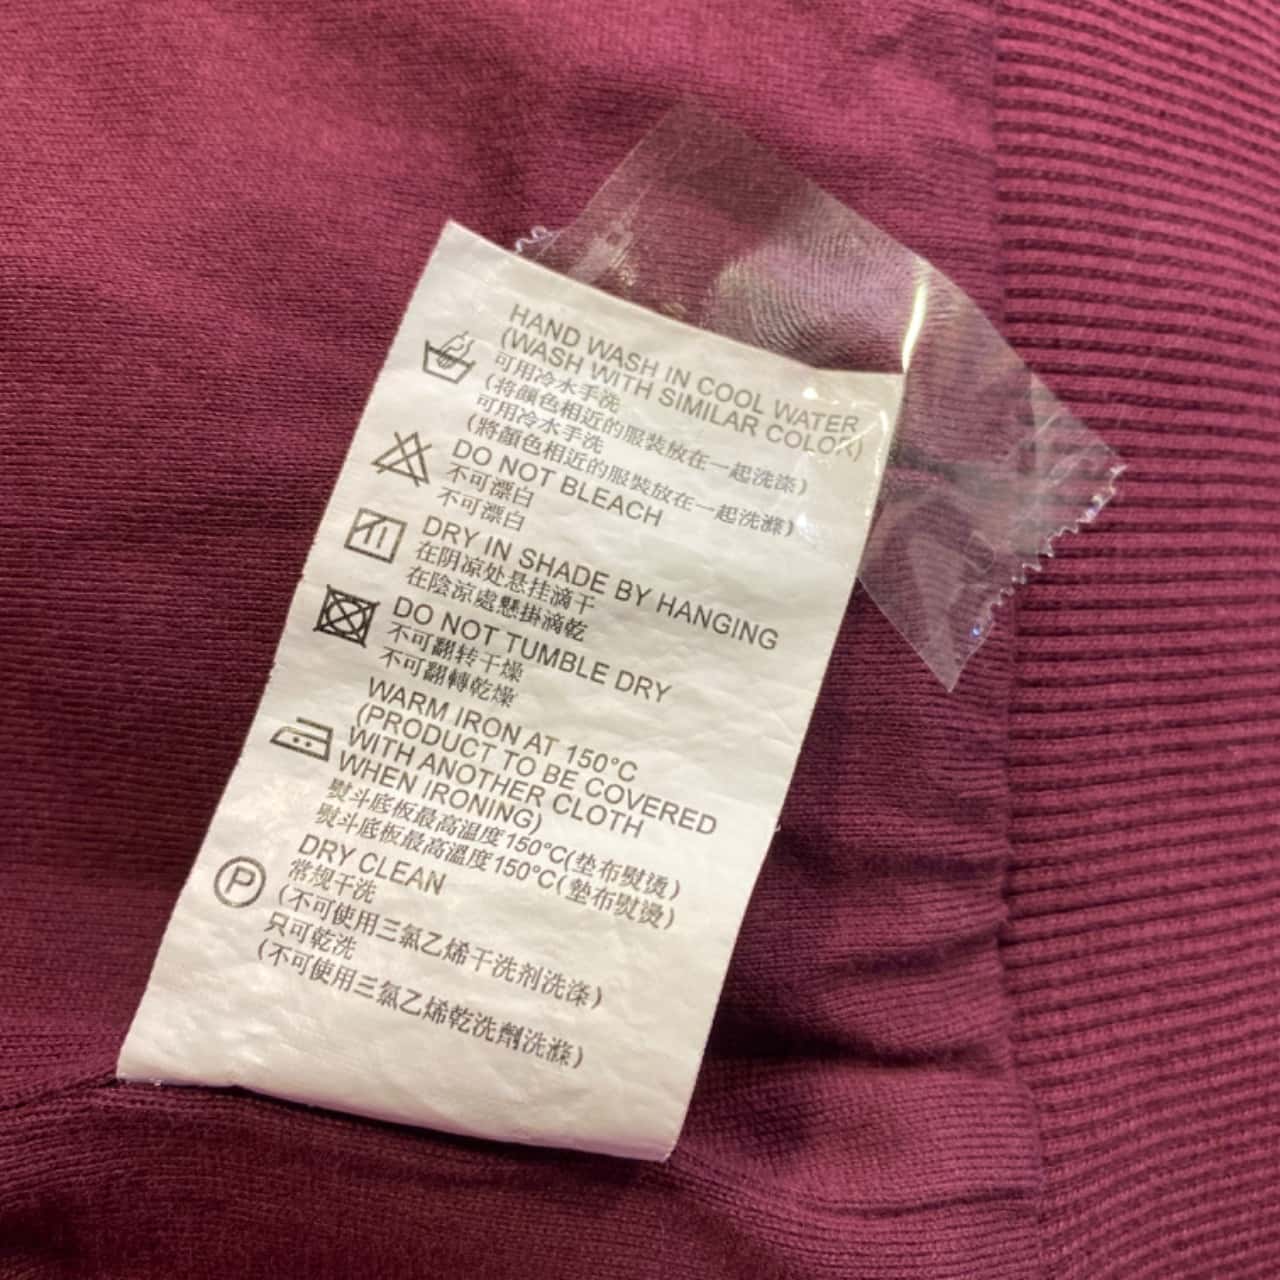 HAND WASH IN COOL WATER
(WASH WITH SIMILAR COLOR)
可用冷水手洗
(将颜色相近的服装放在一起洗涤)
可用冷水手洗
(將顏色相近的服裝放在一起洗滌)
DO NOT BLEACH
不可漂白
不可漂白
DRY IN SHADE BY HANGING
在阴凉处悬挂滴干
在陰涼處懸掛滴乾
DO NOT TUMBLE DRY
不可翻转干燥
不可翻轉乾燥
WARM IRON AT 150°C
(PRODUCT TO BE COVERED
WITH ANOTHER CLOTH
WHEN IRONING)
熨斗底板最高温度150°C(垫布熨烫)
熨斗底板最高溫度150°C(墊布熨燙)
DRY CLEAN
P
常规干洗
(不可使用三氯乙烯干洗剂洗涤)
只可乾洗
(不可使用三氯乙烯乾洗劑洗滌)